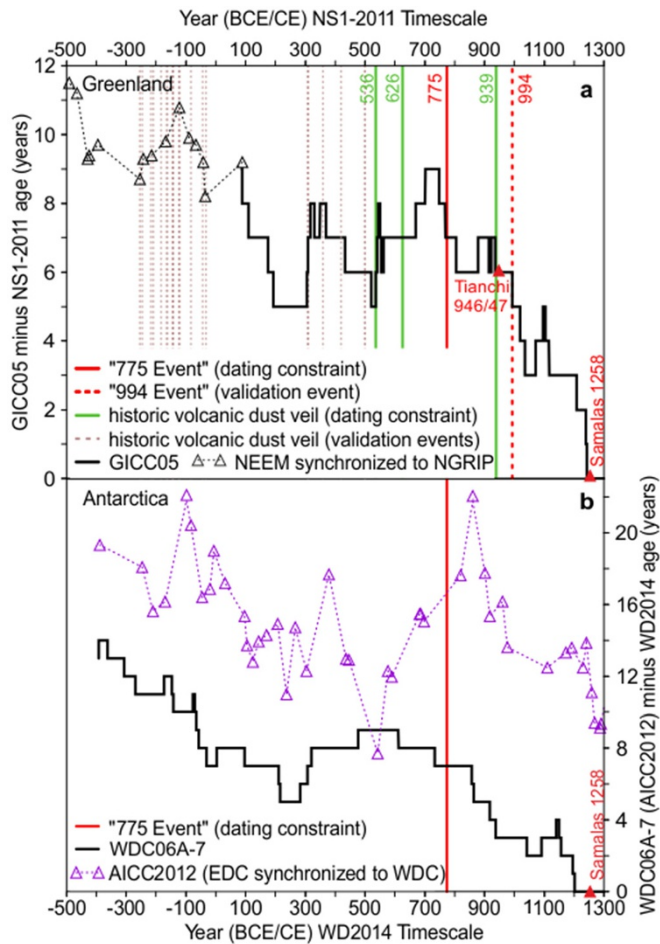 Year (BCE/CE) NS1-2011 Timescale
-500 -300 -100 100 300 500 700 900 1100 1300
12
10
8
6
4
2
0
GICC05 minus NS1-2011 age (years)
Greenland
a
536
626
775
939
994
Tianchi
946/47
Samalas 1258
"775 Event" (dating constraint)
"994 Event" (validation event)
historic volcanic dust veil (dating constraint)
historic volcanic dust veil (validation events)
GICC05 NEEM synchronized to NGRIP
Antarctica
b
20
16
12
8
4
0
WDC06A-7 (AICC2012) minus WD2014 age (years)
Samalas 1258
"775 Event" (dating constraint)
WDC06A-7
AICC2012 (EDC synchronized to WDC)
-500 -300 -100 100 300 500 700 900 1100 1300
Year (BCE/CE) WD2014 Timescale